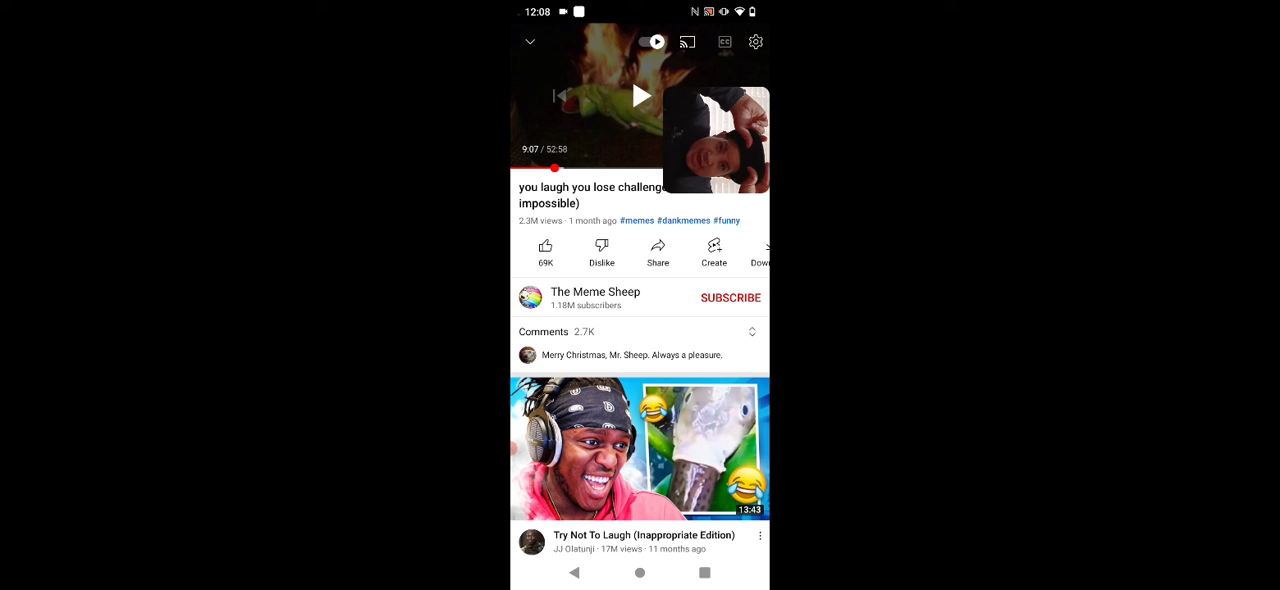 12:08
CC
9:07 / 52:58
you laugh you lose challenge
impossible)
2.3M views · 1 month ago #memes #dankmemes #funny
69K Dislike Share Create Down
The Meme Sheep
1.18M subscribers
SUBSCRIBE
Comments 2.7K
Merry Christmas, Mr. Sheep. Always a pleasure.
13:43
Try Not To Laugh (Inappropriate Edition)
JJ Olatunji · 17M views · 11 months ago